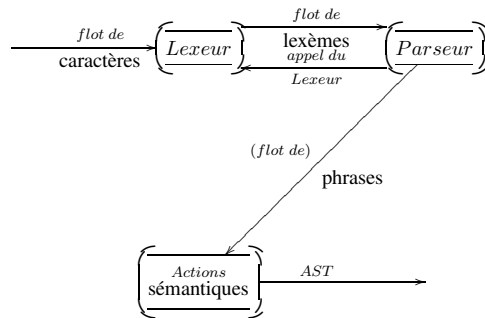 flot de
caractères
Lexeur
flot de
lexèmes
appel du
Lexeur
Parseur
(flot de)
phrases
Actions
sémantiques
AST